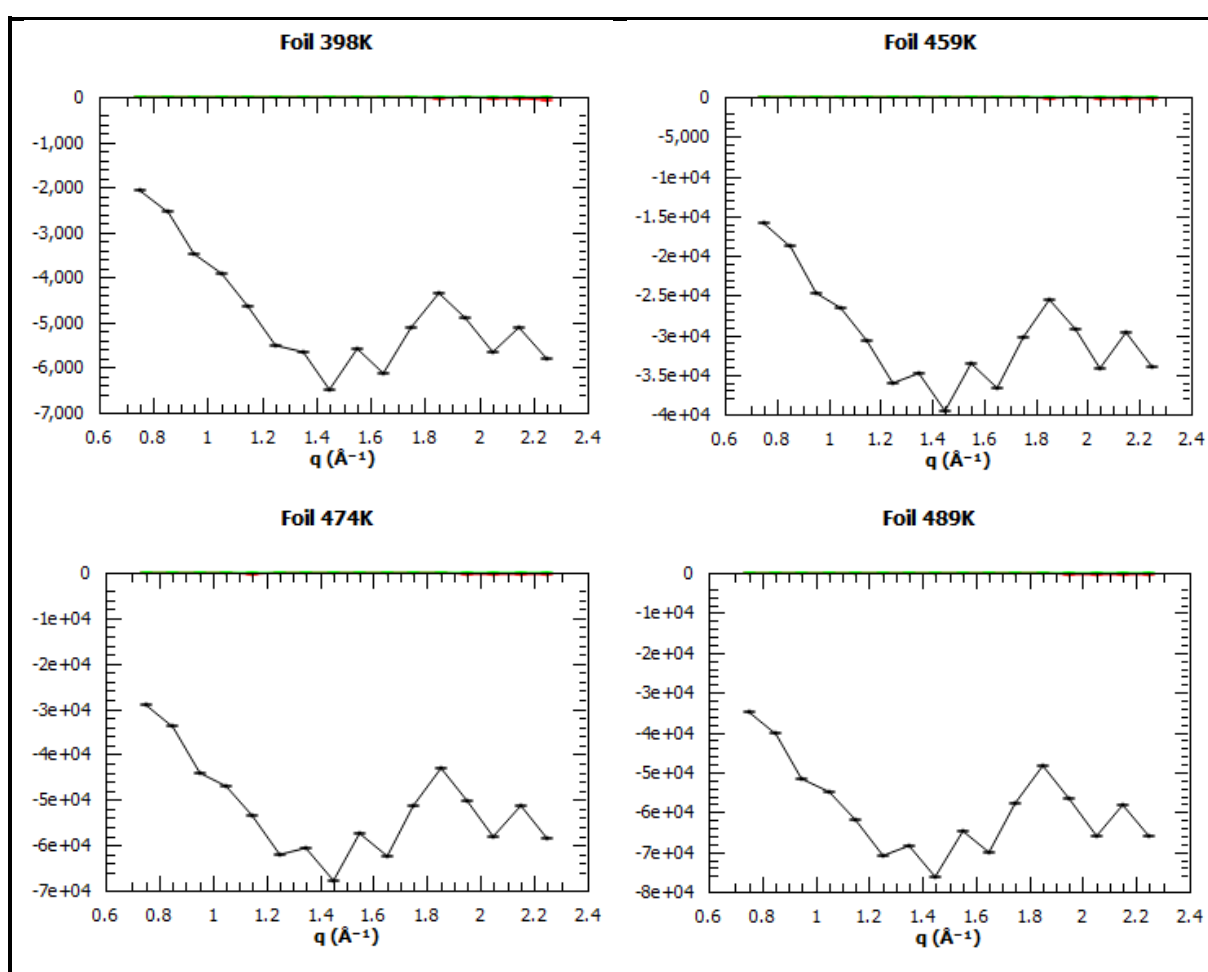 Foil 398K
0
-1,000
-2,000
-3,000
-4,000
-5,000
-6,000
-7,000
0.6 0.8 1 1.2 1.4 1.6 1.8 2 2.2 2.4
q (Å⁻¹)
Foil 459K
0
-5,000
-1e+04
-1.5e+04
-2e+04
-2.5e+04
-3e+04
-3.5e+04
-4e+04
0.6 0.8 1 1.2 1.4 1.6 1.8 2 2.2 2.4
q (Å⁻¹)
Foil 474K
0
-1e+04
-2e+04
-3e+04
-4e+04
-5e+04
-6e+04
-7e+04
0.6 0.8 1 1.2 1.4 1.6 1.8 2 2.2 2.4
q (Å⁻¹)
Foil 489K
0
-1e+04
-2e+04
-3e+04
-4e+04
-5e+04
-6e+04
-7e+04
-8e+04
0.6 0.8 1 1.2 1.4 1.6 1.8 2 2.2 2.4
q (Å⁻¹)